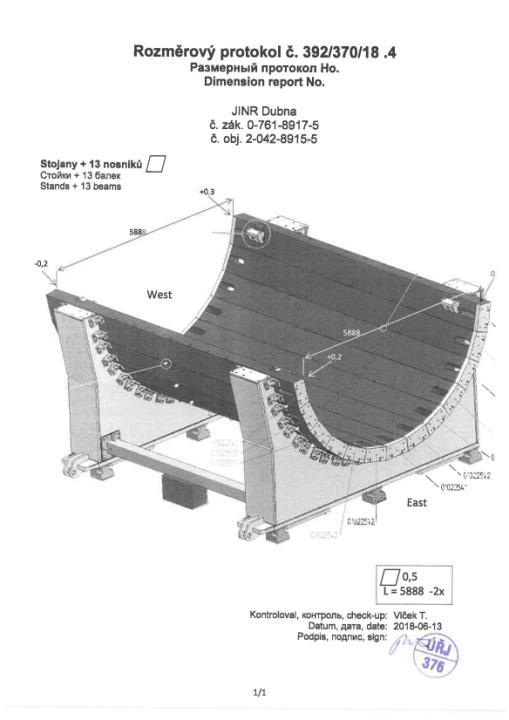 Rozměrový protokol č. 392/370/18 .4
Размерный протокол Но.
Dimension report No.
JINR Dubna
č. zák. 0-761-8917-5
č. obj. 2-042-8915-5
Stojany + 13 nosníků
Стойки + 13 балек
Stands + 13 beams
+0,3
5888
-0,2
West
0
5888
+0,2
0
East
0,5
L = 5888 -2x
Kontroloval, контроль, check-up: Vlček T.
Datum, дата, date: 2018-06-13
Podpis, подпис, sign:
ÚŘJ
376
1/1